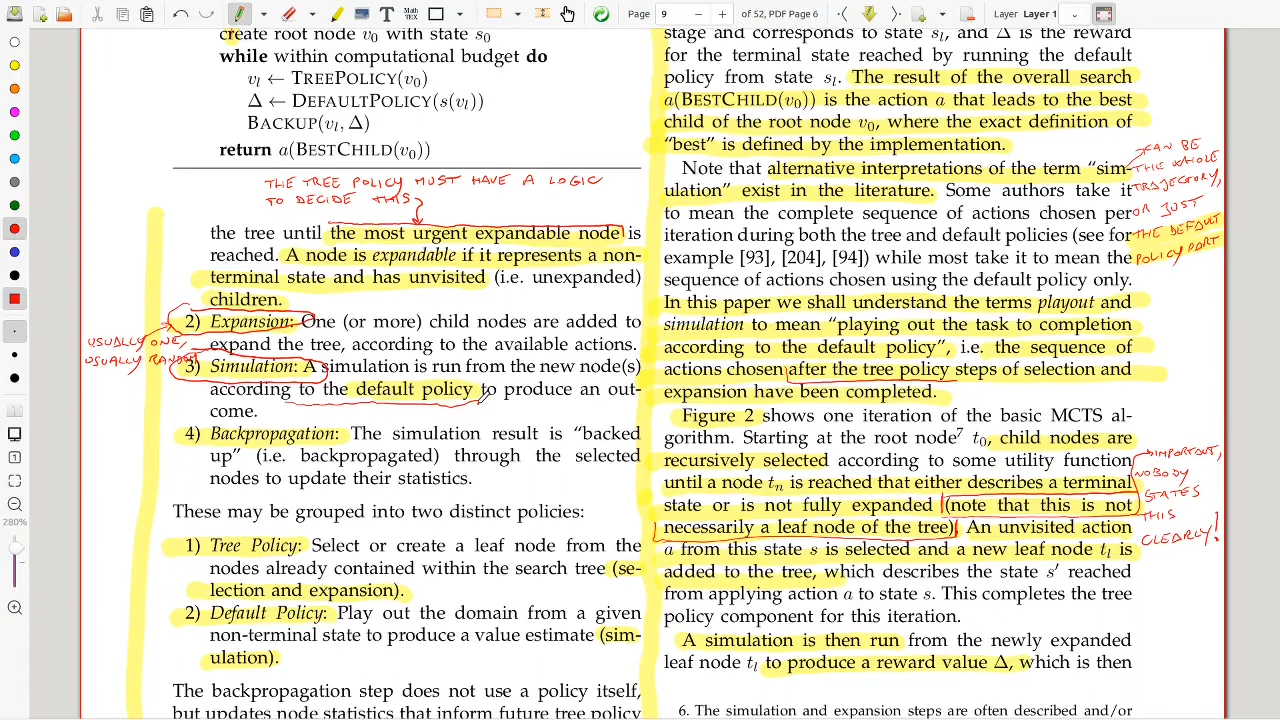 Page 9 − + of 52, PDF Page 6
Layer Layer 1
280%
create root node v₀ with state s₀
while within computational budget do
vₗ ← TREEPOLICY(v₀)
Δ ← DEFAULTPOLICY(s(vₗ))
BACKUP(vₗ, Δ)
return a(BESTCHILD(v₀))
THE TREE POLICY MUST HAVE A LOGIC
TO DECIDE THIS
the tree until the most urgent expandable node is
reached. A node is expandable if it represents a non-
terminal state and has unvisited (i.e. unexpanded)
children.
2) Expansion: One (or more) child nodes are added to
expand the tree, according to the available actions.
USUALLY ONE,
USUALLY RANDOM
3) Simulation: A simulation is run from the new node(s)
according to the default policy to produce an out-
come.
4) Backpropagation: The simulation result is “backed
up” (i.e. backpropagated) through the selected
nodes to update their statistics.
These may be grouped into two distinct policies:
1) Tree Policy: Select or create a leaf node from the
nodes already contained within the search tree (se-
lection and expansion).
2) Default Policy: Play out the domain from a given
non-terminal state to produce a value estimate (sim-
ulation).
The backpropagation step does not use a policy itself,
but updates node statistics that inform future tree policy
stage and corresponds to state sₗ, and Δ is the reward
for the terminal state reached by running the default
policy from state sₗ. The result of the overall search
a(BESTCHILD(v₀)) is the action a that leads to the best
child of the root node v₀, where the exact definition of
“best” is defined by the implementation.
Note that alternative interpretations of the term “sim-
ulation” exist in the literature. Some authors take it
to mean the complete sequence of actions chosen per
iteration during both the tree and default policies (see for
example [93], [204], [94]) while most take it to mean the
sequence of actions chosen using the default policy only.
In this paper we shall understand the terms playout and
simulation to mean “playing out the task to completion
according to the default policy”, i.e. the sequence of
actions chosen after the tree policy steps of selection and
expansion have been completed.
CAN BE
THE WHOLE
TRAJECTORY,
OR JUST
THE DEFAULT
POLICY PART
Figure 2 shows one iteration of the basic MCTS al-
gorithm. Starting at the root node⁷ t₀, child nodes are
recursively selected according to some utility function
until a node tₙ is reached that either describes a terminal
state or is not fully expanded (note that this is not
necessarily a leaf node of the tree). An unvisited action
a from this state s is selected and a new leaf node tₗ is
added to the tree, which describes the state s′ reached
from applying action a to state s. This completes the tree
policy component for this iteration.
IMPORTANT,
NOBODY
STATES
THIS
CLEARLY!
A simulation is then run from the newly expanded
leaf node tₗ to produce a reward value Δ, which is then
6. The simulation and expansion steps are often described and/or